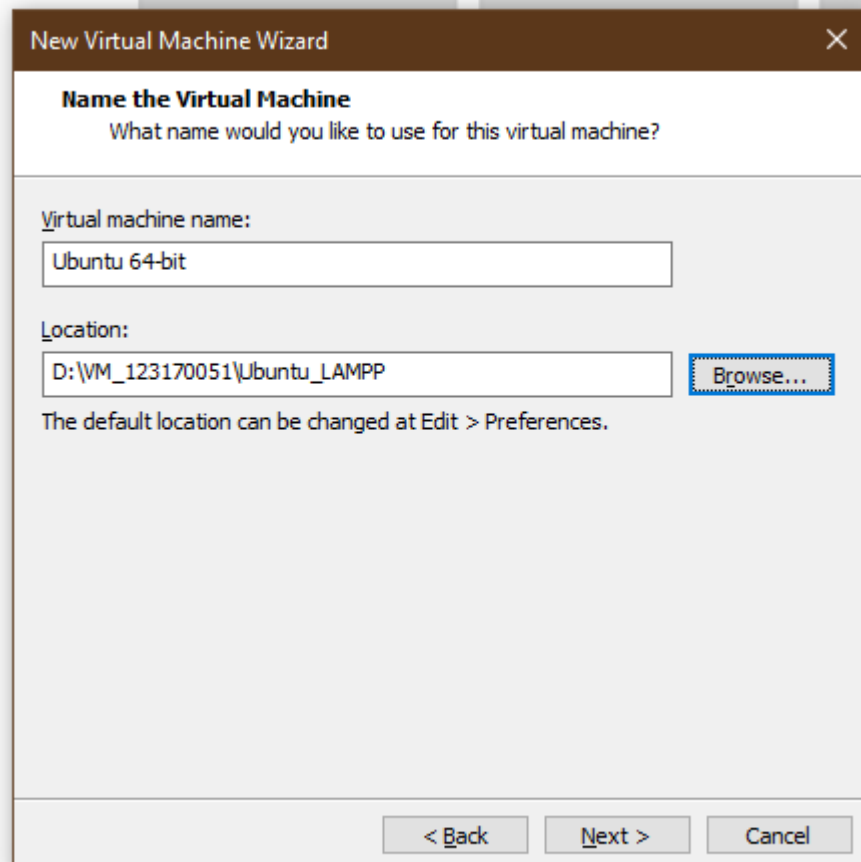 New Virtual Machine Wizard
Name the Virtual Machine
What name would you like to use for this virtual machine?
Virtual machine name:
Ubuntu 64-bit
Location:
D:\VM_123170051\Ubuntu_LAMPP
Browse...
The default location can be changed at Edit > Preferences.
< Back Next > Cancel